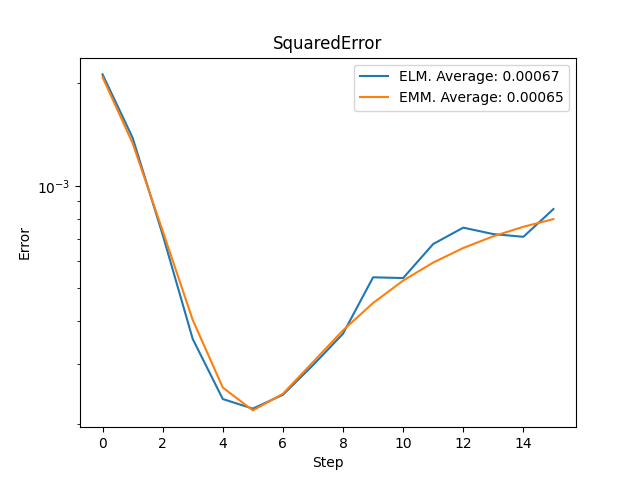 SquaredError
ELM. Average: 0.00067
EMM. Average: 0.00065
10^{-3}
Error
0 2 4 6 8 10 12 14
Step